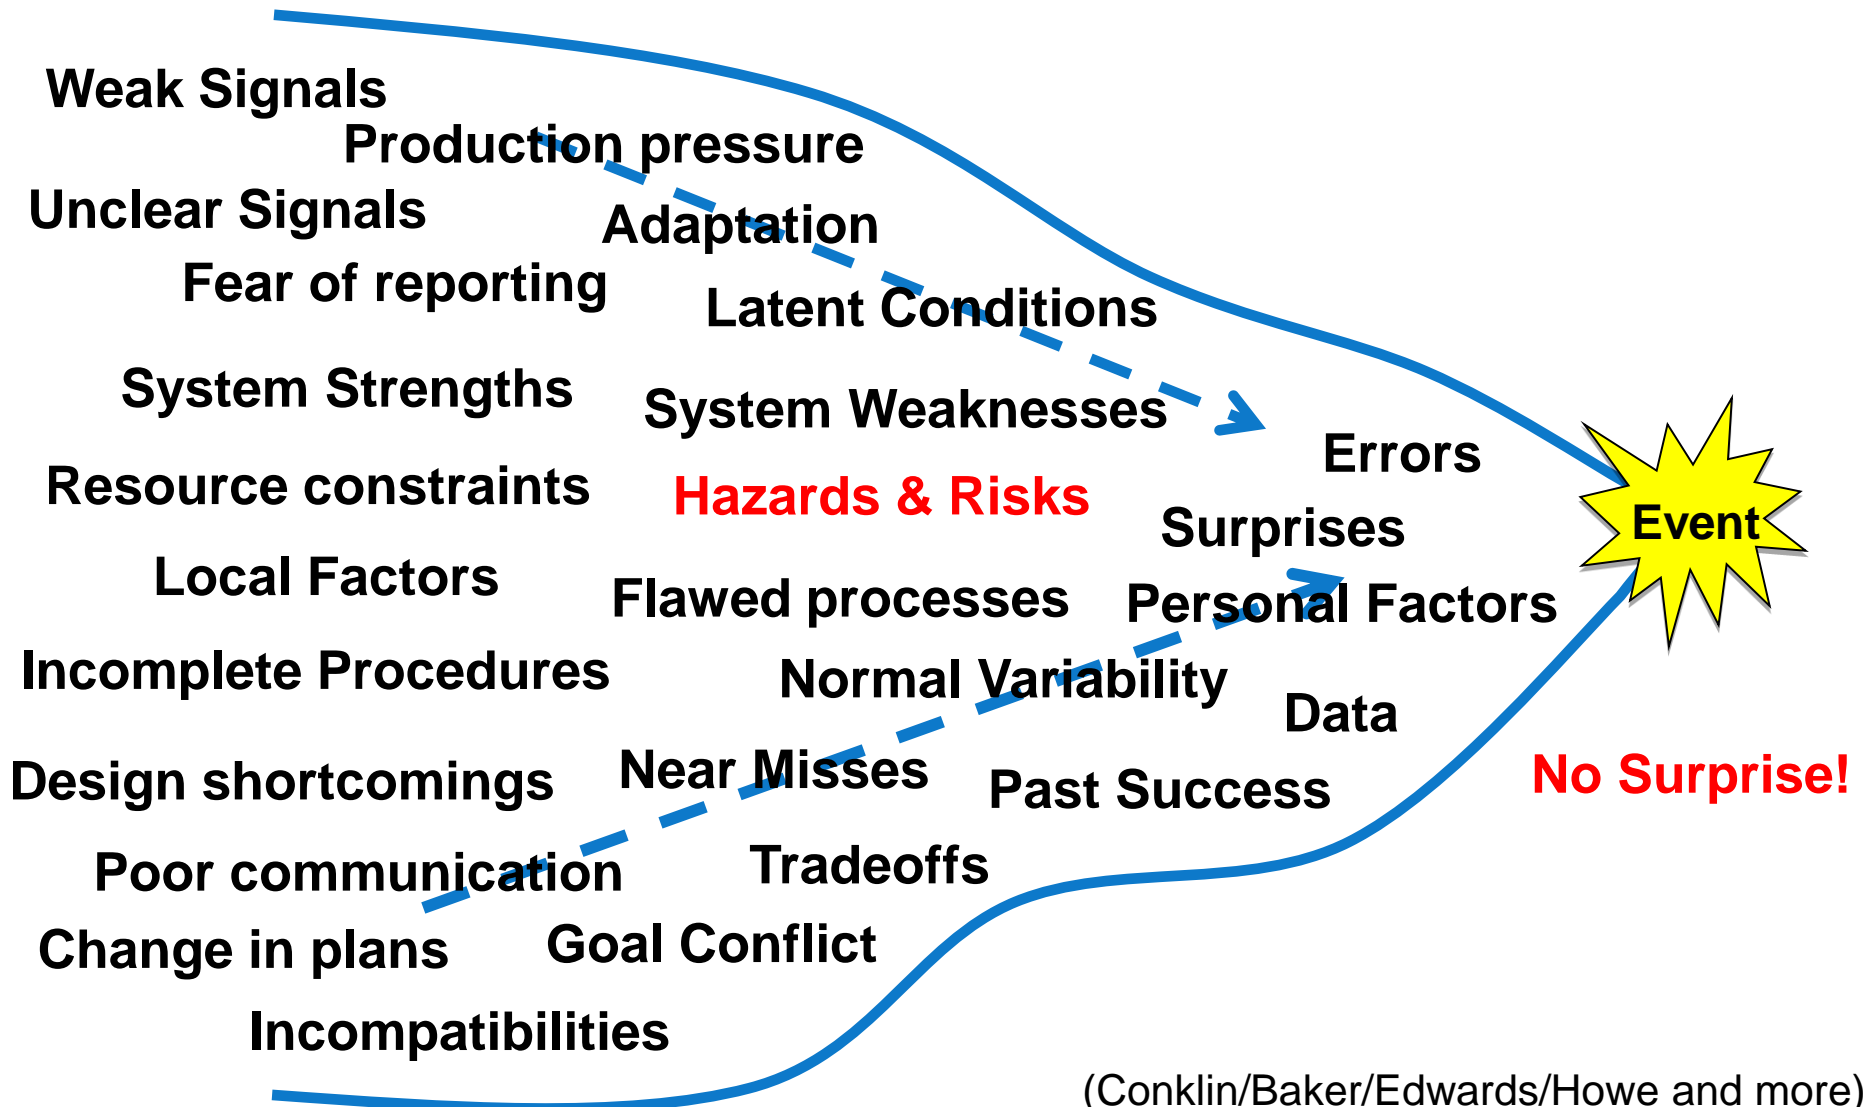 Weak Signals
Production pressure
Unclear Signals
Adaptation
Fear of reporting
Latent Conditions
System Strengths
System Weaknesses
Errors
Resource constraints
Hazards & Risks
Surprises
Event
Local Factors
Flawed processes
Personal Factors
Incomplete Procedures
Normal Variability
Data
Design shortcomings
Near Misses
Past Success
No Surprise!
Poor communication
Tradeoffs
Change in plans
Goal Conflict
Incompatibilities
(Conklin/Baker/Edwards/Howe and more)